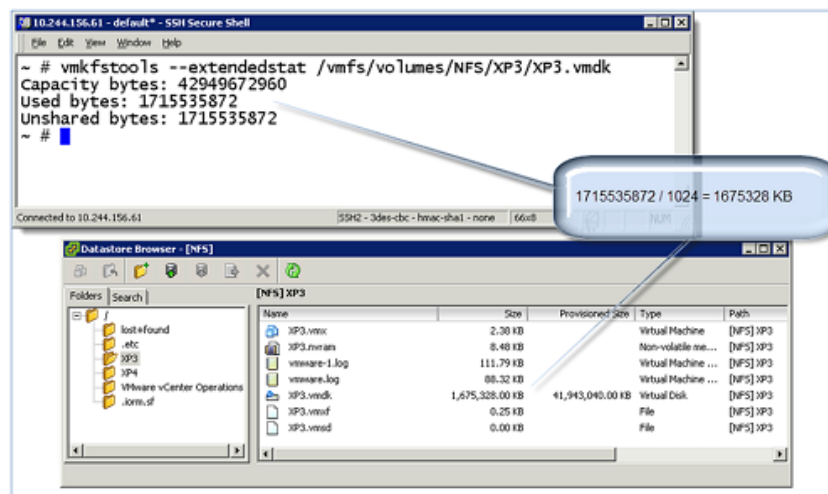 10.244.156.61 - default* - SSH Secure Shell
File Edit View Window Help
~ # vmkfstools --extendedstat /vmfs/volumes/NFS/XP3/XP3.vmdk
Capacity bytes: 42949672960
Used bytes: 1715535872
Unshared bytes: 1715535872
~ #
1715535872 / 1024 = 1675328 KB
Connected to 10.244.156.61 SSH2 - 3des-cbc - hmac-sha1 - none 66x8 NUM
Datastore Browser - [NFS]
Folders Search [NFS] XP3
Name Size Provisioned Size Type Path
XP3.vmx 2.38 KB Virtual Machine [NFS] XP3
XP3.nvram 8.48 KB Non-volatile me... [NFS] XP3
vmware-1.log 111.79 KB Virtual Machine ... [NFS] XP3
vmware.log 88.32 KB Virtual Machine ... [NFS] XP3
XP3.vmdk 1,675,328.00 KB 41,943,040.00 KB Virtual Disk [NFS] XP3
XP3.vmxf 0.25 KB File [NFS] XP3
XP3.vmsd 0.00 KB File [NFS] XP3
/
lost+found
.etc
XP3
XP4
VMware vCenter Operations
.iorm.sf